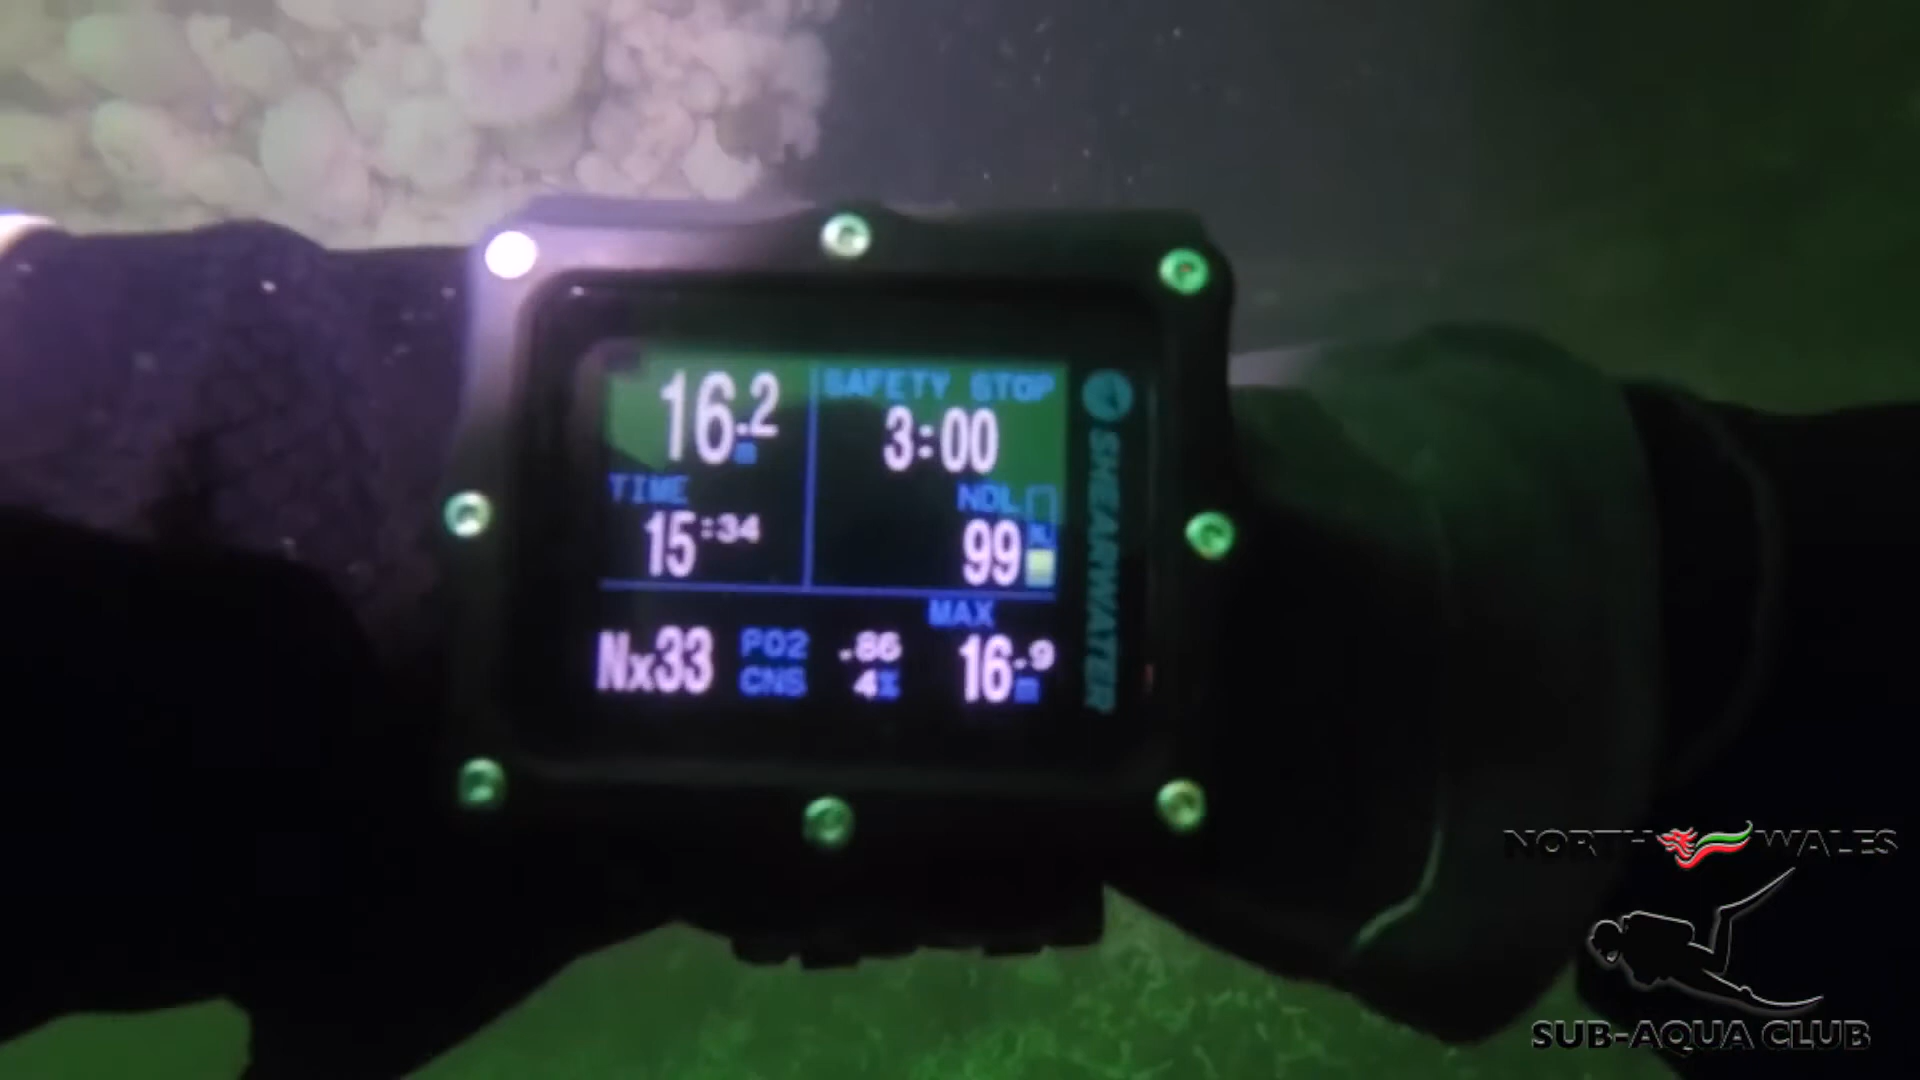 16.2 m
SAFETY STOP
3:00
TIME
15:34
NDL
99
Nx33
PO2 .86
CNS 4%
MAX
16.9 m
SHEARWATER
NORTH WALES
SUB-AQUA CLUB